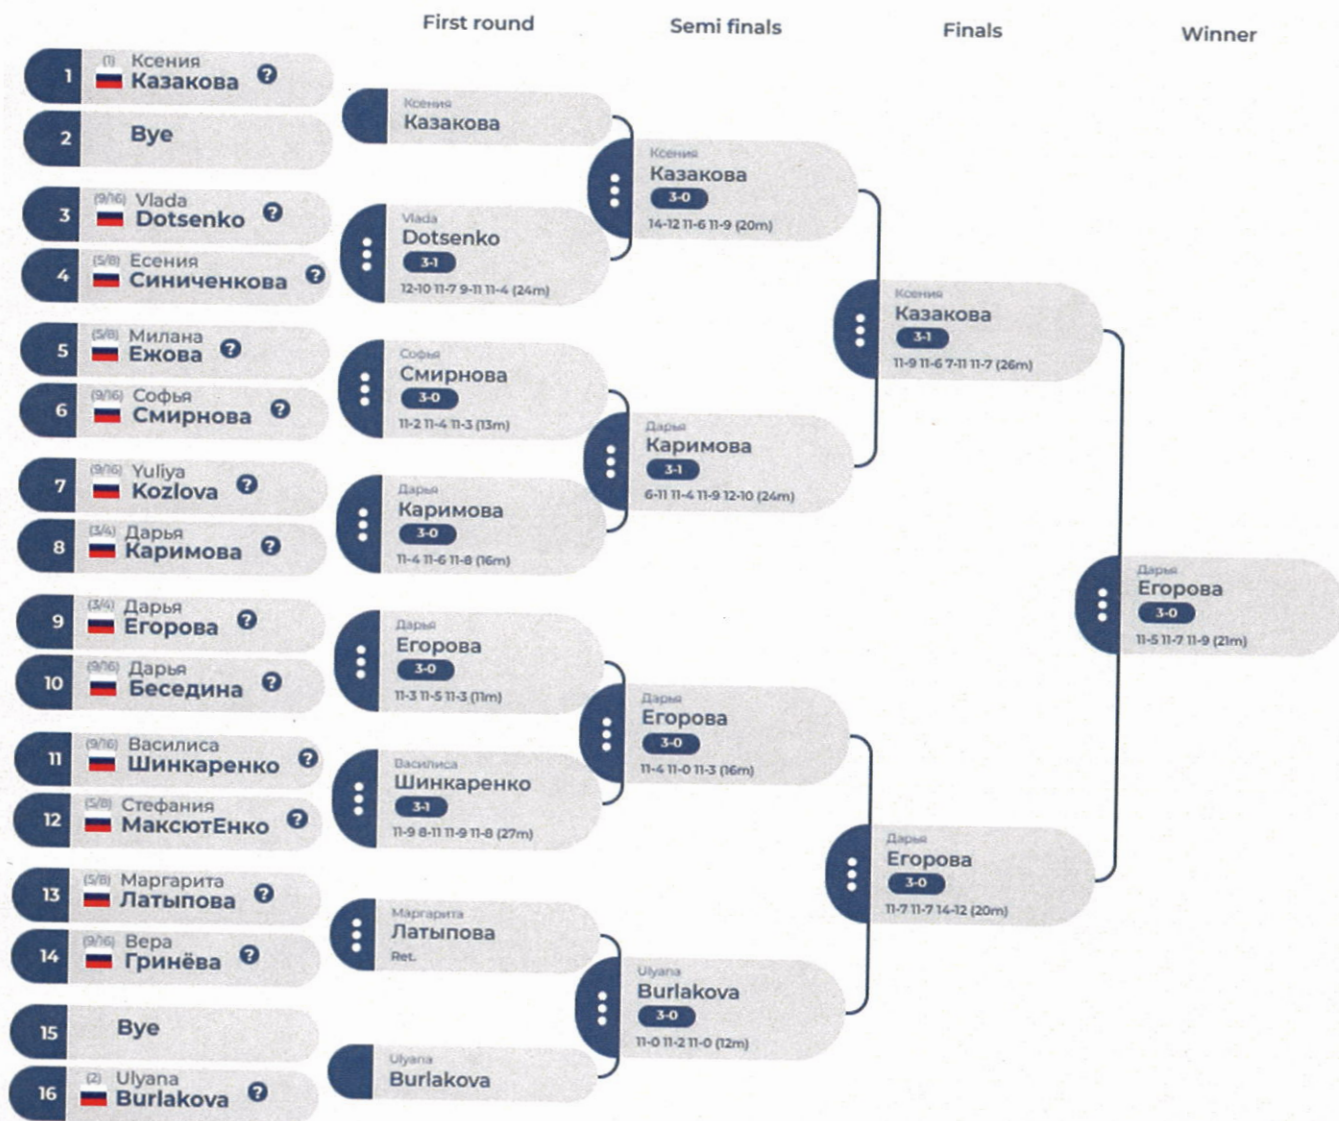 First round
Semi finals
Finals
Winner
1
(1) Ксения
Казакова ?
2
Bye
3
(9/16) Vlada
Dotsenko ?
4
(5/8) Есения
Синиченкова ?
5
(5/8) Милана
Ежова ?
6
(9/16) Софья
Смирнова ?
7
(9/16) Yuliya
Kozlova ?
8
(3/4) Дарья
Каримова ?
9
(3/4) Дарья
Егорова ?
10
(9/16) Дарья
Беседина ?
11
(9/16) Василиса
Шинкаренко ?
12
(5/8) Стефания
МаксютЕнко ?
13
(5/8) Маргарита
Латыпова ?
14
(9/16) Вера
Гринёва ?
15
Bye
16
(2) Ulyana
Burlakova ?
Ксения
Казакова
Vlada
Dotsenko
3-1
12-10 11-7 9-11 11-4 (24m)
Софья
Смирнова
3-0
11-2 11-4 11-3 (13m)
Дарья
Каримова
3-0
11-4 11-6 11-8 (16m)
Дарья
Егорова
3-0
11-3 11-5 11-3 (11m)
Василиса
Шинкаренко
3-1
11-9 8-11 11-9 11-8 (27m)
Маргарита
Латыпова
Ret.
Ulyana
Burlakova
Ксения
Казакова
3-0
14-12 11-6 11-9 (20m)
Дарья
Каримова
3-1
6-11 11-4 11-9 12-10 (24m)
Дарья
Егорова
3-0
11-4 11-0 11-3 (16m)
Ulyana
Burlakova
3-0
11-0 11-2 11-0 (12m)
Ксения
Казакова
3-1
11-9 11-6 7-11 11-7 (26m)
Дарья
Егорова
3-0
11-7 11-7 14-12 (20m)
Дарья
Егорова
3-0
11-5 11-7 11-9 (21m)